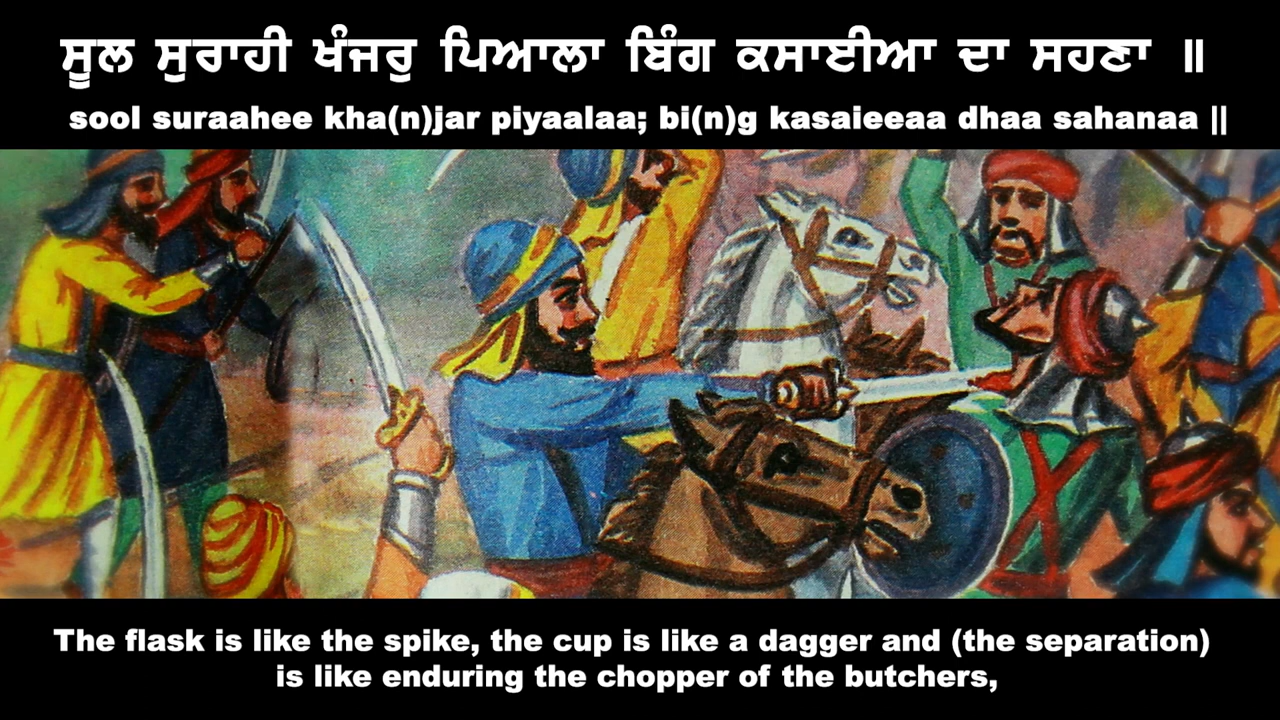 ਸੂਲ ਸੁਰਾਹੀ ਖੰਜਰੁ ਪਿਆਲਾ ਬਿੰਗ ਕਸਾਈਆ ਦਾ ਸਹਣਾ ॥
sool suraahee kha(n)jar piyaalaa; bi(n)g kasaieeaa dhaa sahanaa ||
The flask is like the spike, the cup is like a dagger and (the separation)
is like enduring the chopper of the butchers,